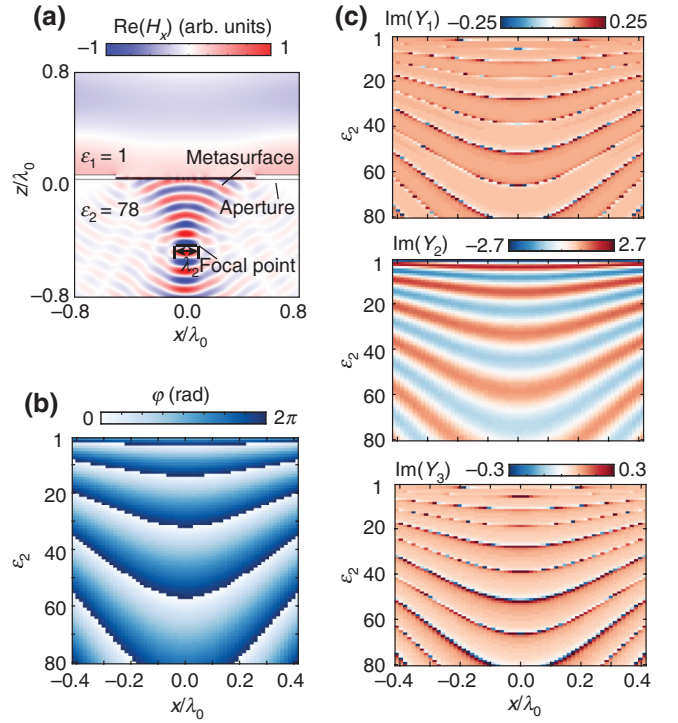 (a)
Re(Hₓ) (arb. units)
−1 1
0.8
ε₁ = 1
Metasurface
z/λ₀
0.0
ε₂ = 78
Aperture
λ₂ Focal point
−0.8
−0.8 0.0 0.8
x/λ₀
(b)
φ (rad)
0 2π
1
20
ε₂
40
60
80
−0.4 −0.2 0.0 0.2 0.4
x/λ₀
(c)
Im(Y₁) −0.25 0.25
1
20
ε₂
40
60
80
Im(Y₂) −2.7 2.7
1
20
ε₂
40
60
80
Im(Y₃) −0.3 0.3
1
20
ε₂
40
60
80
−0.4 −0.2 0.0 0.2 0.4
x/λ₀